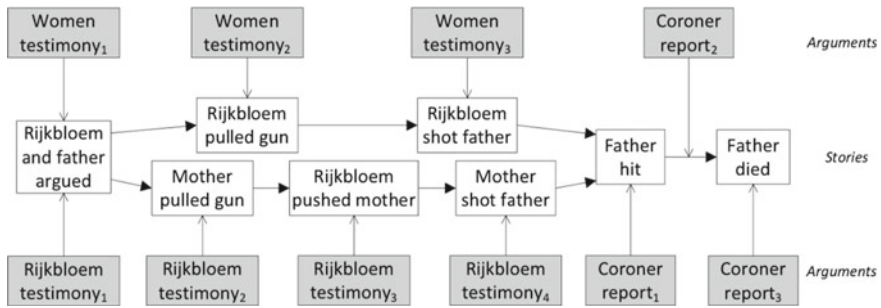 Women
testimony₁
Women
testimony₂
Women
testimony₃
Coroner
report₂
Arguments
Rijkbloem
and father
argued
Rijkbloem
pulled gun
Rijkbloem
shot father
Mother
pulled gun
Rijkbloem
pushed mother
Mother
shot father
Father
hit
Father
died
Stories
Rijkbloem
testimony₁
Rijkbloem
testimony₂
Rijkbloem
testimony₃
Rijkbloem
testimony₄
Coroner
report₁
Coroner
report₃
Arguments